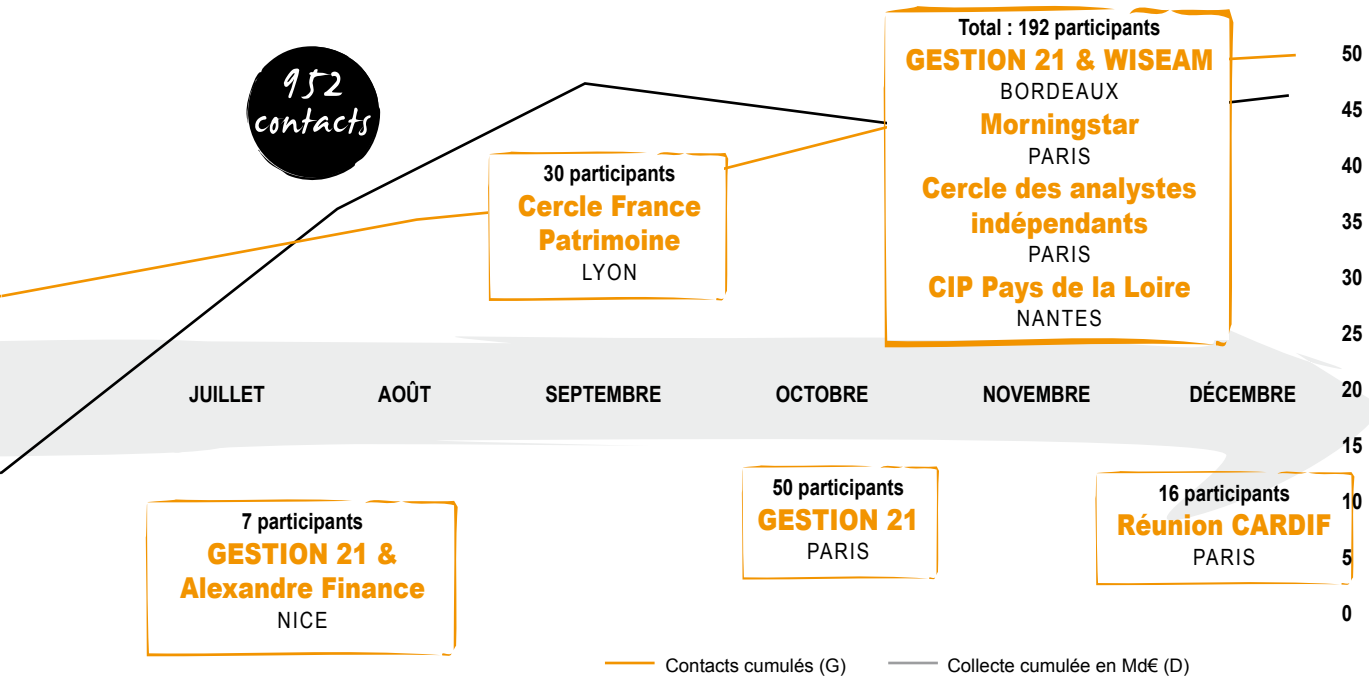 952
contacts
Total : 192 participants
GESTION 21 & WISEAM
BORDEAUX
Morningstar
PARIS
Cercle des analystes
indépendants
PARIS
CIP Pays de la Loire
NANTES
30 participants
Cercle France
Patrimoine
LYON
50
45
40
35
30
25
20
15
10
5
0
JUILLET
AOÛT
SEPTEMBRE
OCTOBRE
NOVEMBRE
DÉCEMBRE
7 participants
GESTION 21 &
Alexandre Finance
NICE
50 participants
GESTION 21
PARIS
16 participants
Réunion CARDIF
PARIS
Contacts cumulés (G)
Collecte cumulée en Md€ (D)